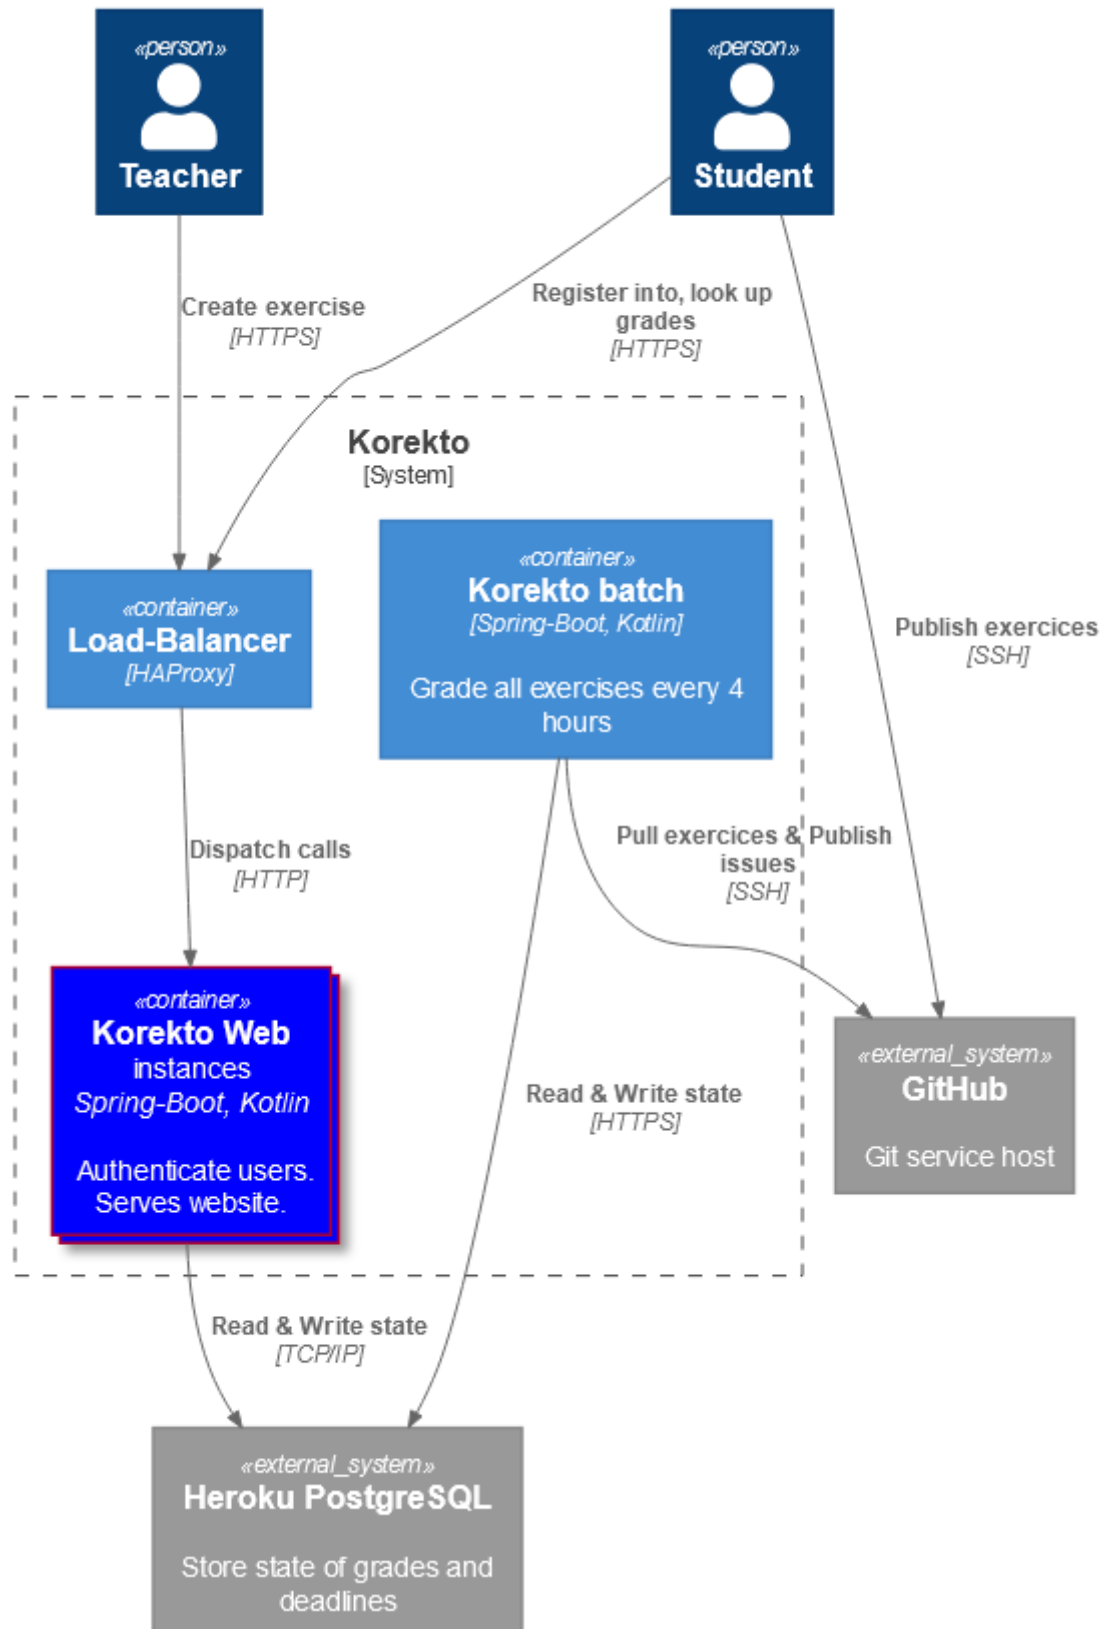 «person»
Teacher
«person»
Student
Create exercise
[HTTPS]
Register into, look up
grades
[HTTPS]
Korekto
[System]
«container»
Load-Balancer
[HAProxy]
«container»
Korekto batch
[Spring-Boot, Kotlin]
Grade all exercises every 4
hours
Publish exercices
[SSH]
Dispatch calls
[HTTP]
Pull exercices & Publish
issues
[SSH]
«container»
Korekto Web
instances
Spring-Boot, Kotlin
Authenticate users.
Serves website.
«external_system»
GitHub
Git service host
Read & Write state
[HTTPS]
Read & Write state
[TCP/IP]
«external_system»
Heroku PostgreSQL
Store state of grades and
deadlines